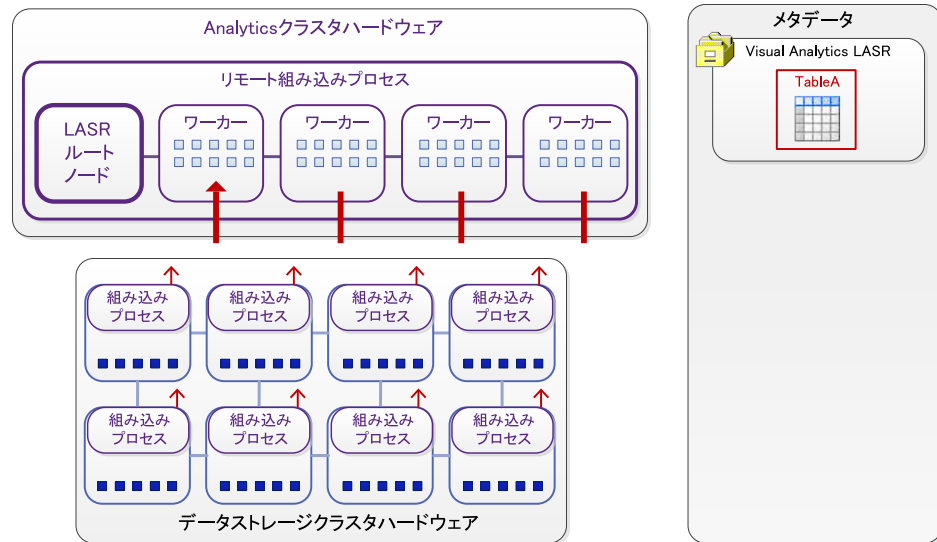 Analyticsクラスタハードウェア
リモート組み込みプロセス
LASR
ルート
ノード
ワーカー
ワーカー
ワーカー
ワーカー
組み込み
プロセス
組み込み
プロセス
組み込み
プロセス
組み込み
プロセス
組み込み
プロセス
組み込み
プロセス
組み込み
プロセス
組み込み
プロセス
データストレージクラスタハードウェア
メタデータ
Visual Analytics LASR
TableA